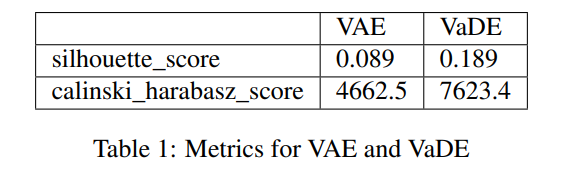 VAE VaDE
silhouette_score 0.089 0.189
calinski_harabasz_score 4662.5 7623.4
Table 1: Metrics for VAE and VaDE